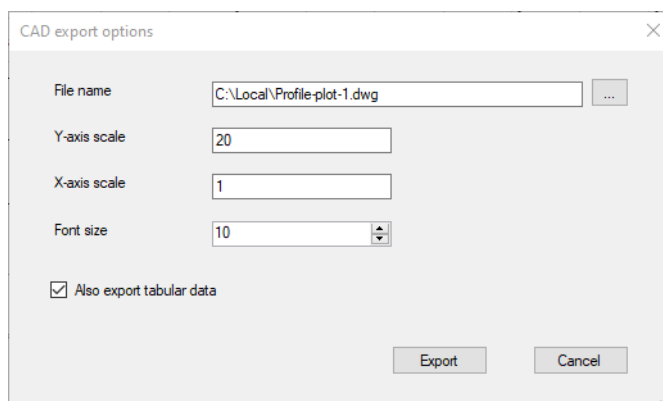 CAD export options
File name C:\Local\Profile-plot-1.dwg ...
Y-axis scale 20
X-axis scale 1
Font size 10
Also export tabular data
Export Cancel